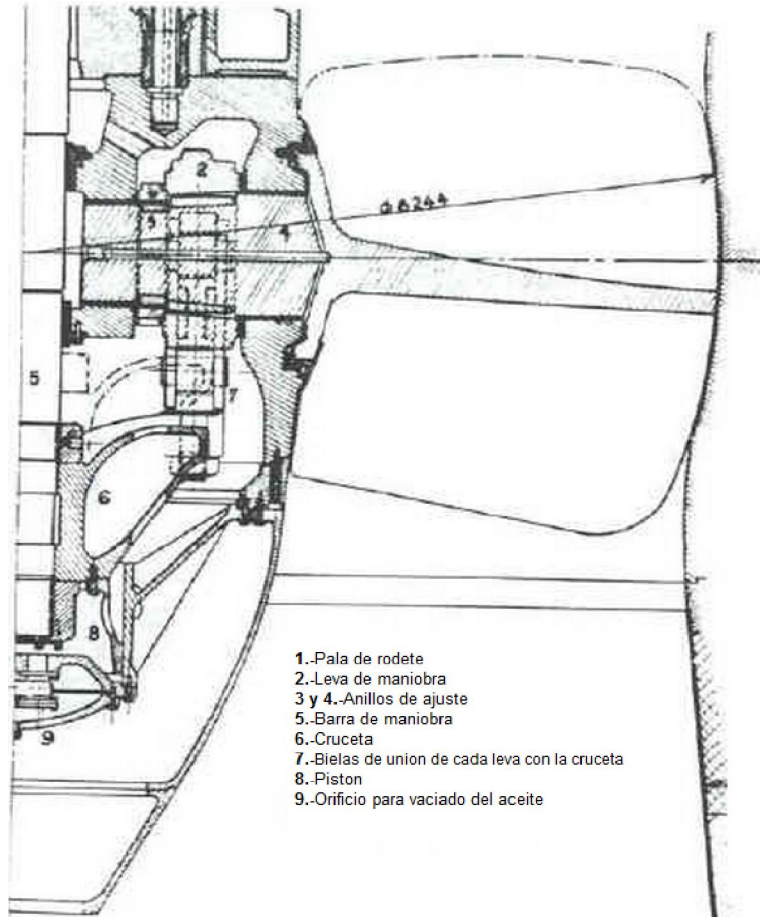 2
3
Ø 8244
4
5
7
6
8
9
1.-Pala de rodete
2.-Leva de maniobra
3 y 4.-Anillos de ajuste
5.-Barra de maniobra
6.-Cruceta
7.-Bielas de union de cada leva con la cruceta
8.-Piston
9.-Orificio para vaciado del aceite